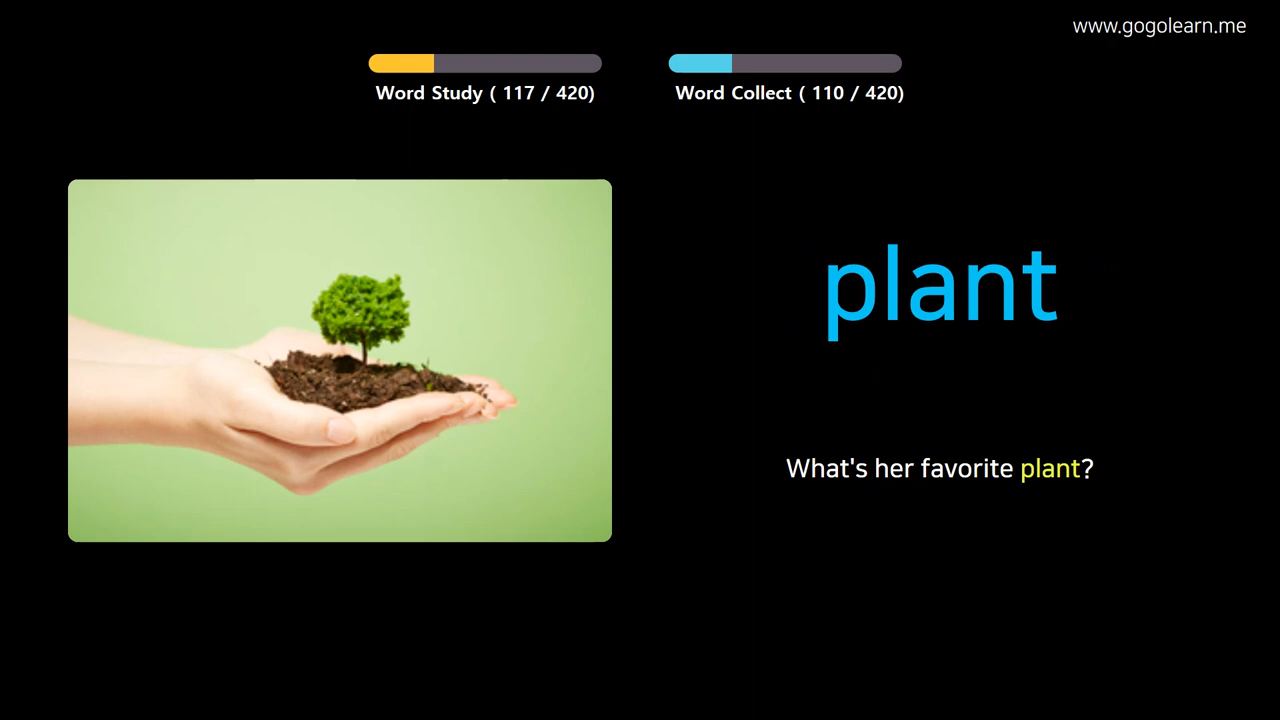 www.gogolearn.me
Word Study ( 117 / 420)
Word Collect ( 110 / 420)
plant
What's her favorite plant?